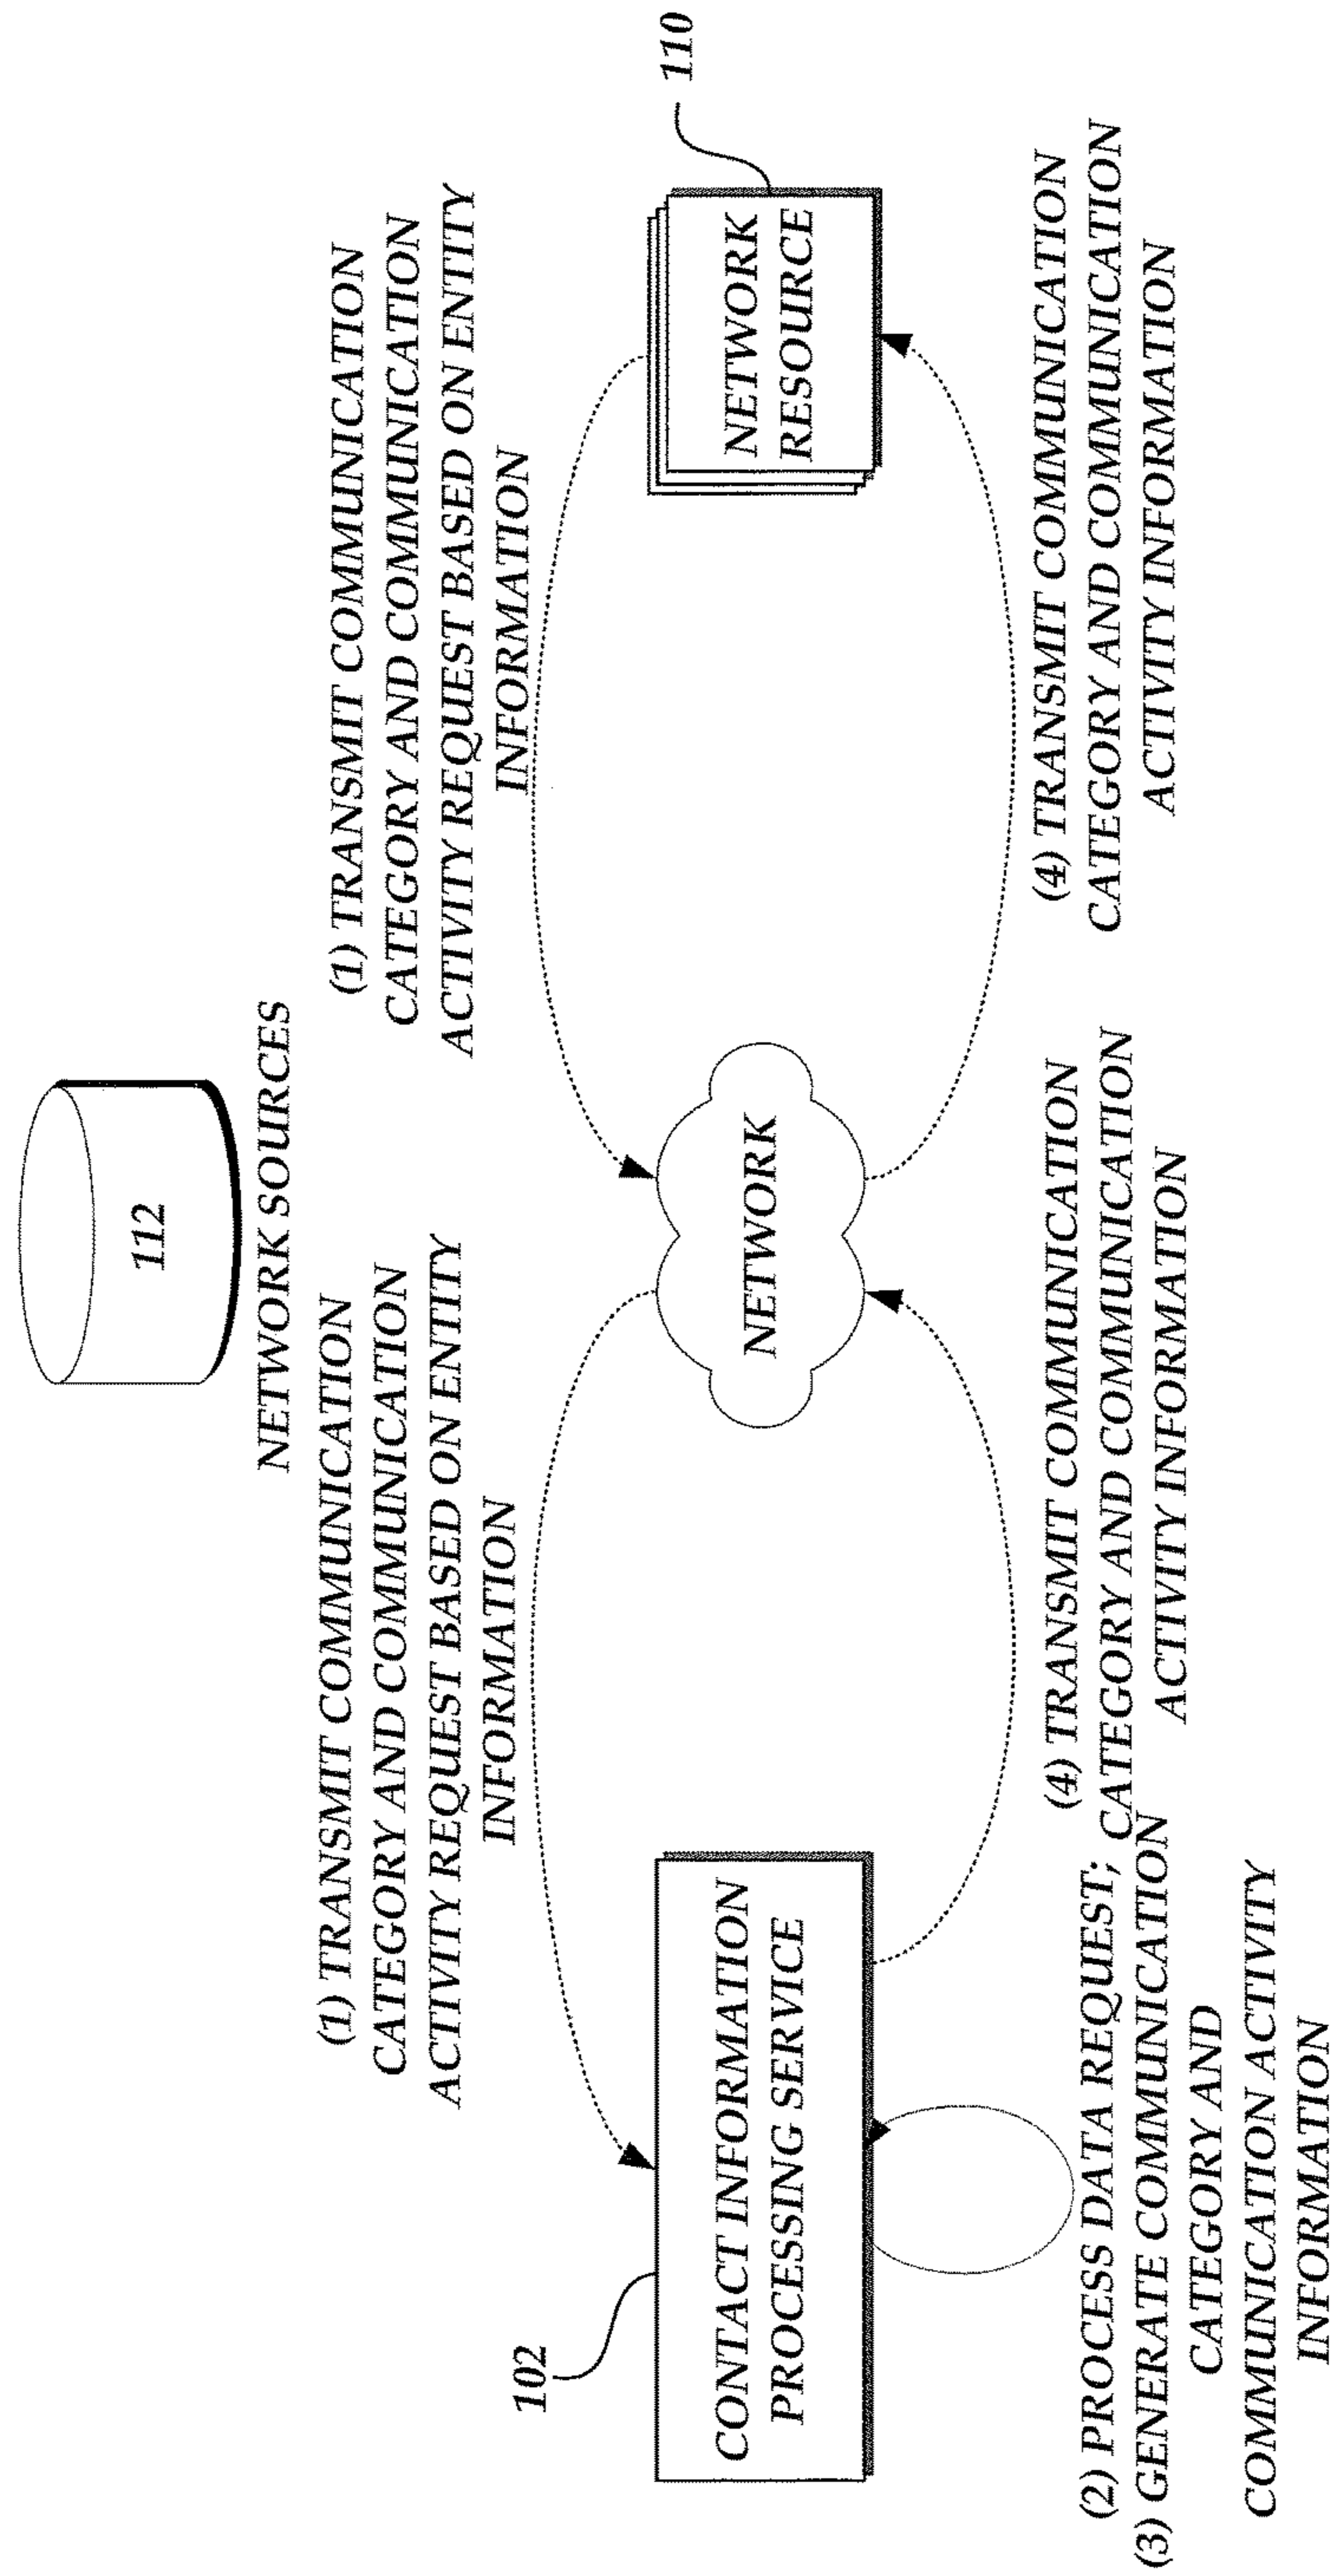 112
NETWORK SOURCES
(1) TRANSMIT COMMUNICATION
CATEGORY AND COMMUNICATION
ACTIVITY REQUEST BASED ON ENTITY
INFORMATION
(1) TRANSMIT COMMUNICATION
CATEGORY AND COMMUNICATION
ACTIVITY REQUEST BASED ON ENTITY
INFORMATION
102
CONTACT INFORMATION
PROCESSING SERVICE
NETWORK
NETWORK
RESOURCE
110
(2) PROCESS DATA REQUEST;
(3) GENERATE COMMUNICATION
CATEGORY AND
COMMUNICATION ACTIVITY
INFORMATION
(4) TRANSMIT COMMUNICATION
CATEGORY AND COMMUNICATION
ACTIVITY INFORMATION
(4) TRANSMIT COMMUNICATION
CATEGORY AND COMMUNICATION
ACTIVITY INFORMATION